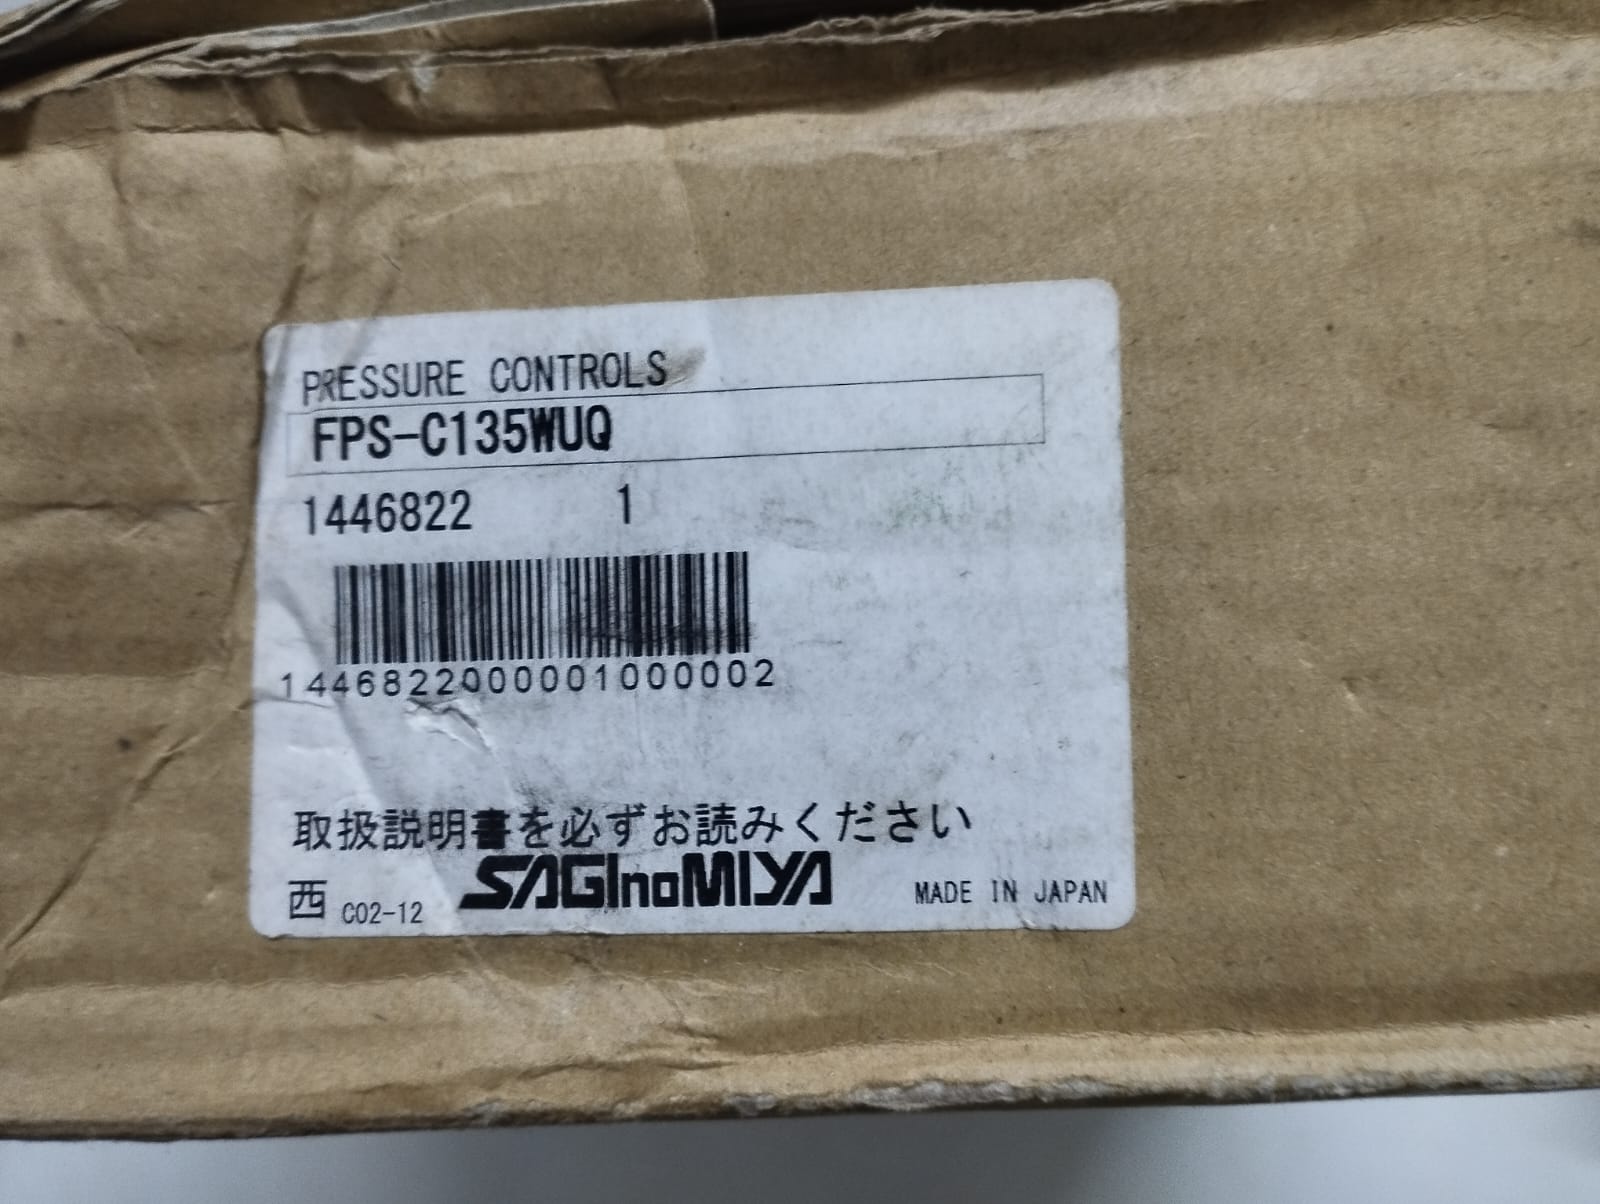 PRESSURE CONTROLS
FPS-C135WUQ
1446822 1
1446822000001000002
取扱説明書を必ずお読みください
西 C02-12 SAGInoMIYA MADE IN JAPAN